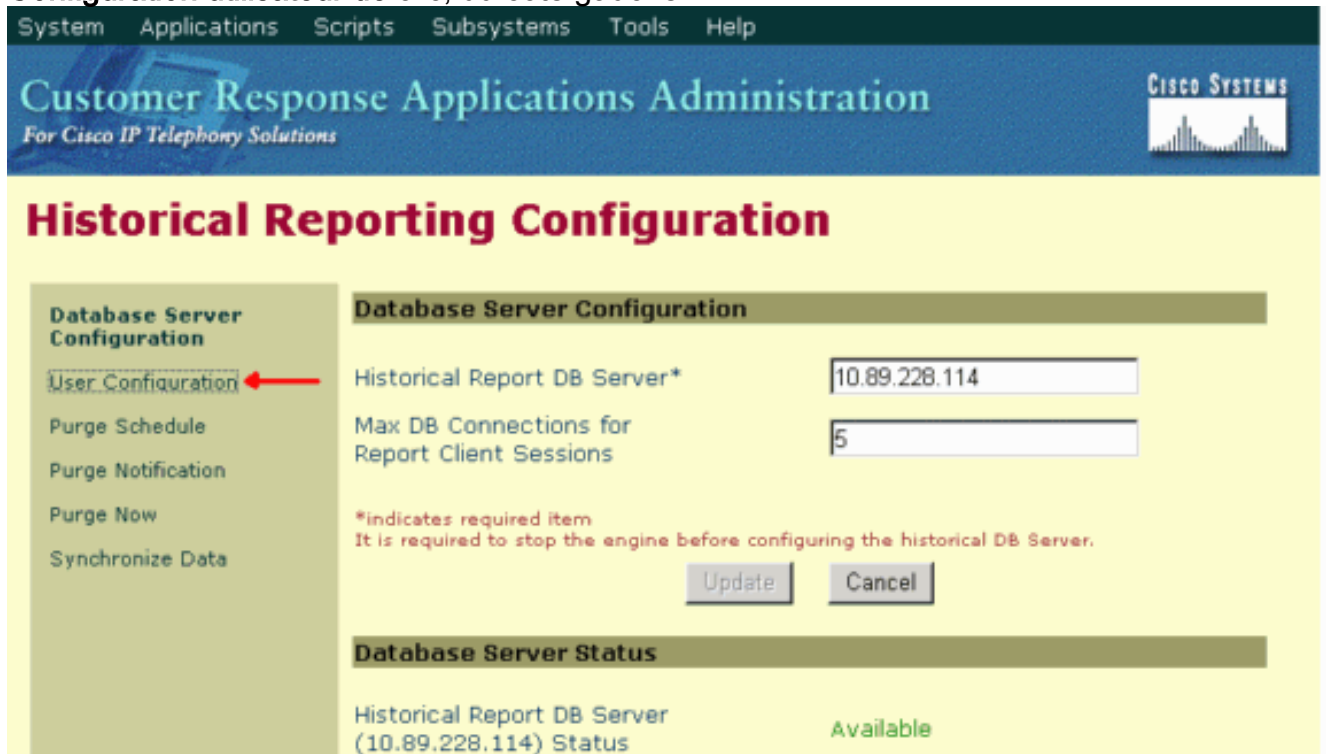 System Applications Scripts Subsystems Tools Help
Customer Response Applications Administration
For Cisco IP Telephony Solutions
CISCO SYSTEMS
Historical Reporting Configuration
Database Server
Configuration
User Configuration
Purge Schedule
Purge Notification
Purge Now
Synchronize Data
Database Server Configuration
Historical Report DB Server*
10.89.228.114
Max DB Connections for
Report Client Sessions
5
*indicates required item
It is required to stop the engine before configuring the historical DB Server.
Update Cancel
Database Server Status
Historical Report DB Server
(10.89.228.114) Status
Available